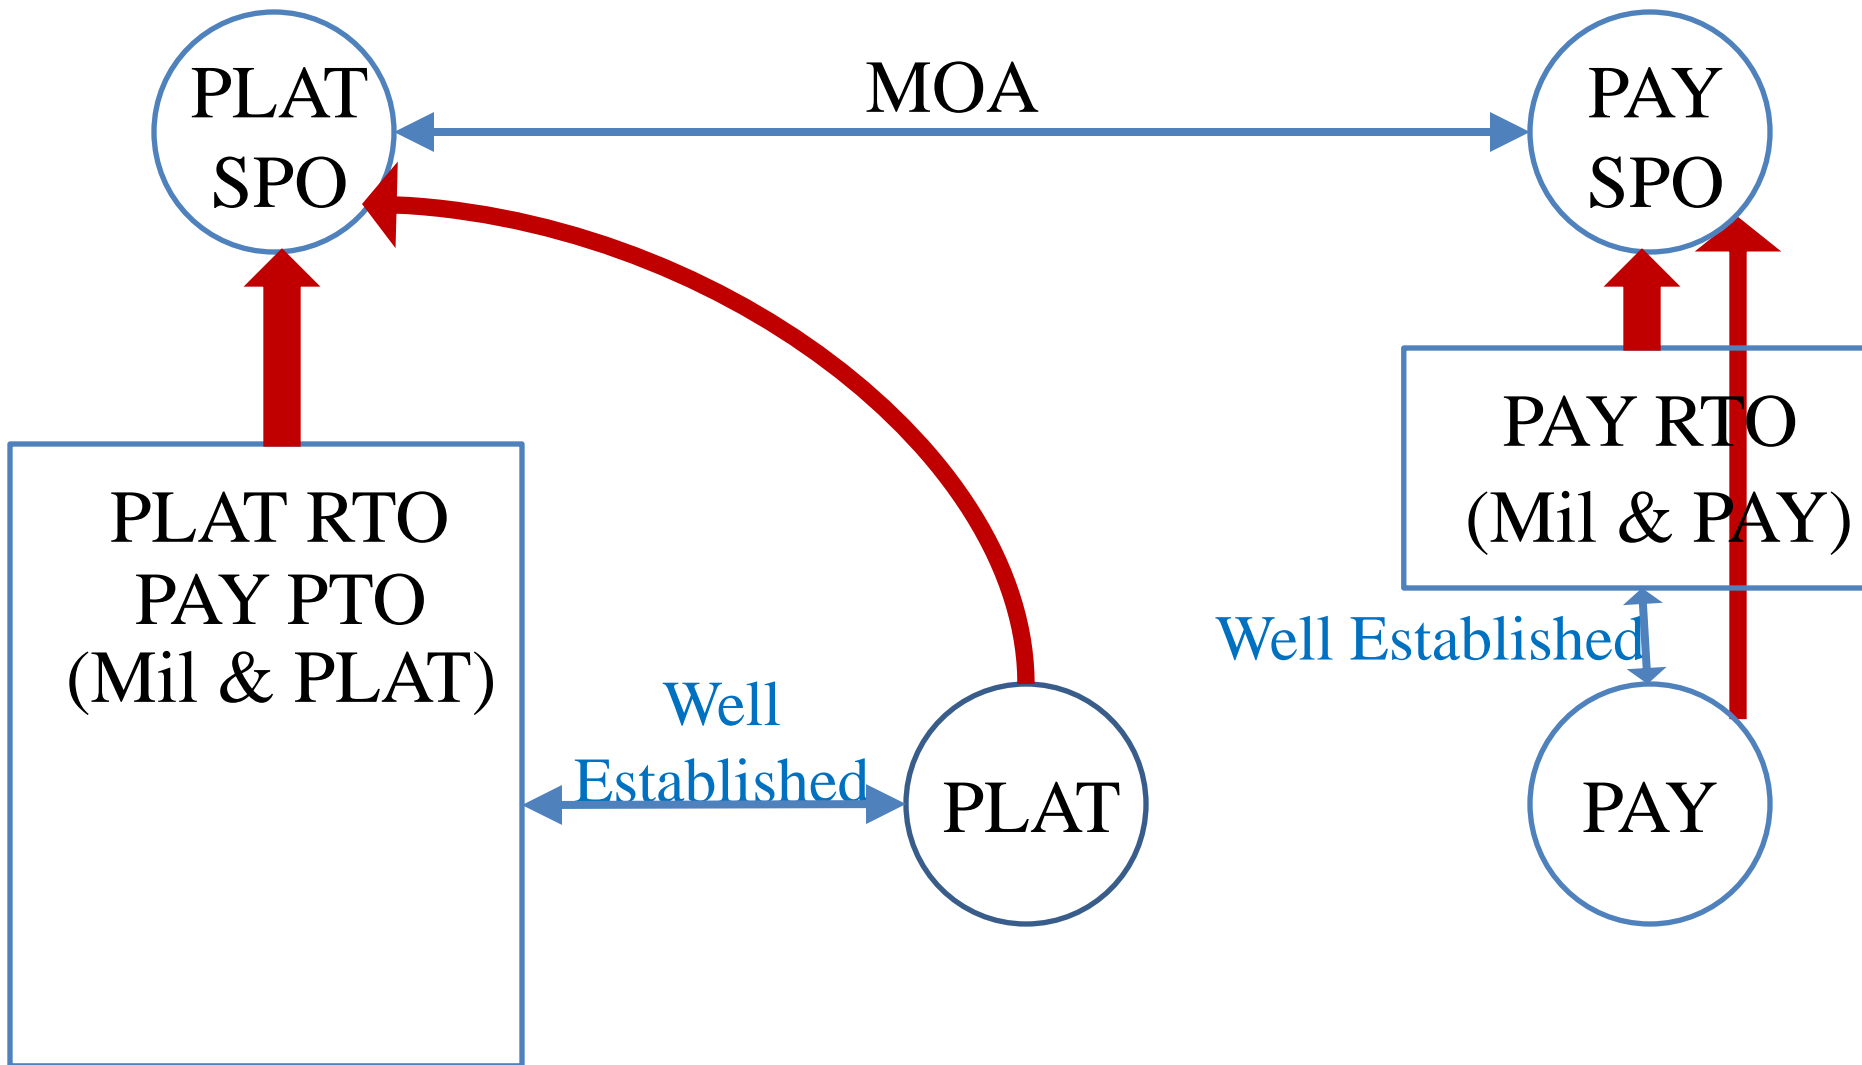 PLAT
SPO
MOA
PAY
SPO
PAY RTO
(Mil & PAY)
PLAT RTO
PAY PTO
(Mil & PLAT)
Well Established
Well
Established
PLAT
PAY